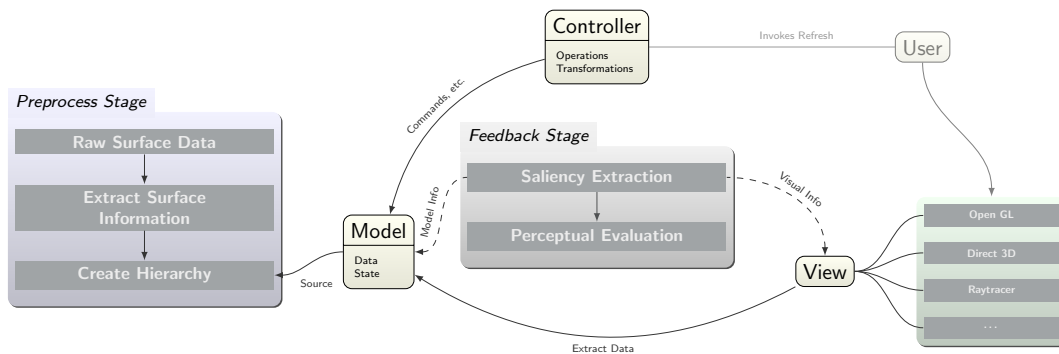 Controller
Operations
Transformations
Invokes Refresh
User
Commands, etc.
Preprocess Stage
Raw Surface Data
Extract Surface
Information
Create Hierarchy
Source
Model
Data
State
Model Info
Feedback Stage
Saliency Extraction
Perceptual Evaluation
Visual Info
View
Extract Data
Open GL
Direct 3D
Raytracer
...